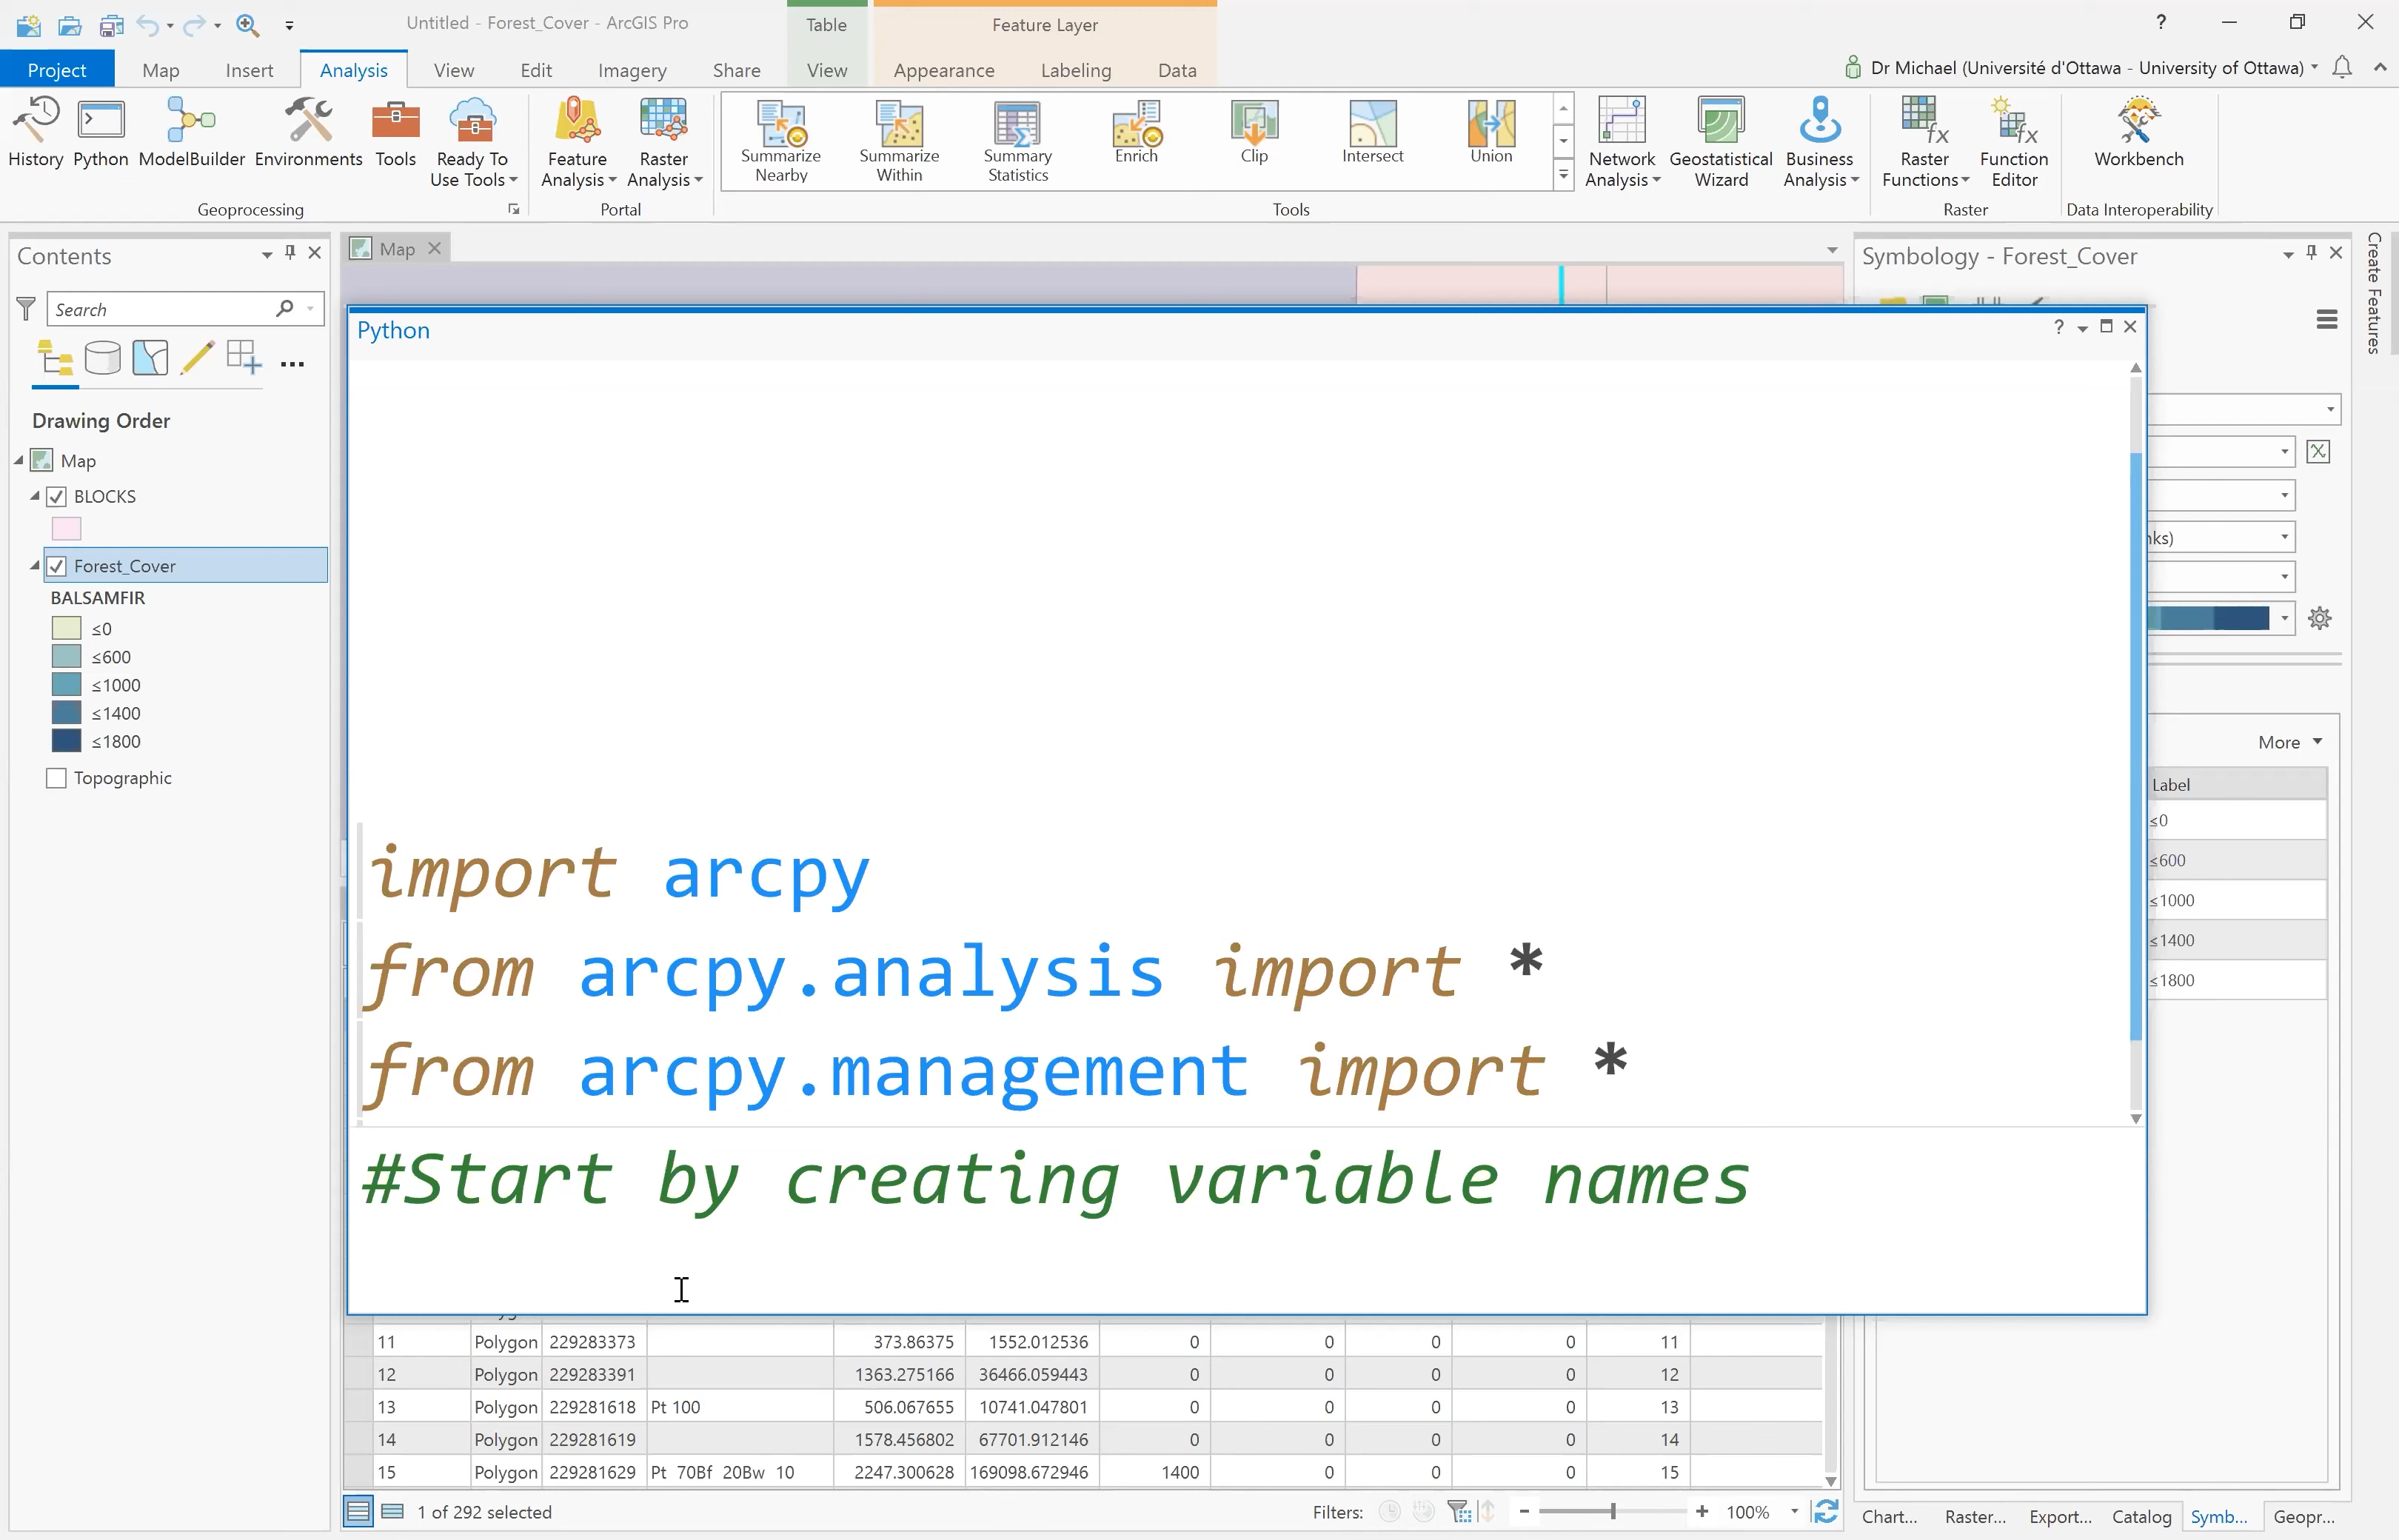 Untitled - Forest_Cover - ArcGIS Pro
Table
Feature Layer
?
Project
Map
Insert
Analysis
View
Edit
Imagery
Share
View
Appearance
Labeling
Data
Dr Michael (Université d'Ottawa - University of Ottawa)
History
Python
ModelBuilder
Environments
Tools
Ready To Use Tools
Feature Analysis
Raster Analysis
Summarize Nearby
Summarize Within
Summary Statistics
Enrich
Clip
Intersect
Union
Network Analysis
Geostatistical Wizard
Business Analysis
Raster Functions
Function Editor
Workbench
Geoprocessing
Portal
Tools
Raster
Data Interoperability
Contents
Search
Drawing Order
Map
BLOCKS
Forest_Cover
BALSAMFIR
≤0
≤600
≤1000
≤1400
≤1800
Topographic
Map
Python
?
import arcpy
from arcpy.analysis import *
from arcpy.management import *
#Start by creating variable names
11 Polygon 229283373 373.86375 1552.012536 0 0 0 0 11
12 Polygon 229283391 1363.275166 36466.059443 0 0 0 0 12
13 Polygon 229281618 Pt 100 506.067655 10741.047801 0 0 0 0 13
14 Polygon 229281619 1578.456802 67701.912146 0 0 0 0 14
15 Polygon 229281629 Pt 70Bf 20Bw 10 2247.300628 169098.672946 1400 0 0 0 15
1 of 292 selected
Filters:
100%
Symbology - Forest_Cover
Create Features
nks)
More
Label
≤0
≤600
≤1000
≤1400
≤1800
Chart...
Raster...
Export...
Catalog
Symb...
Geopr...